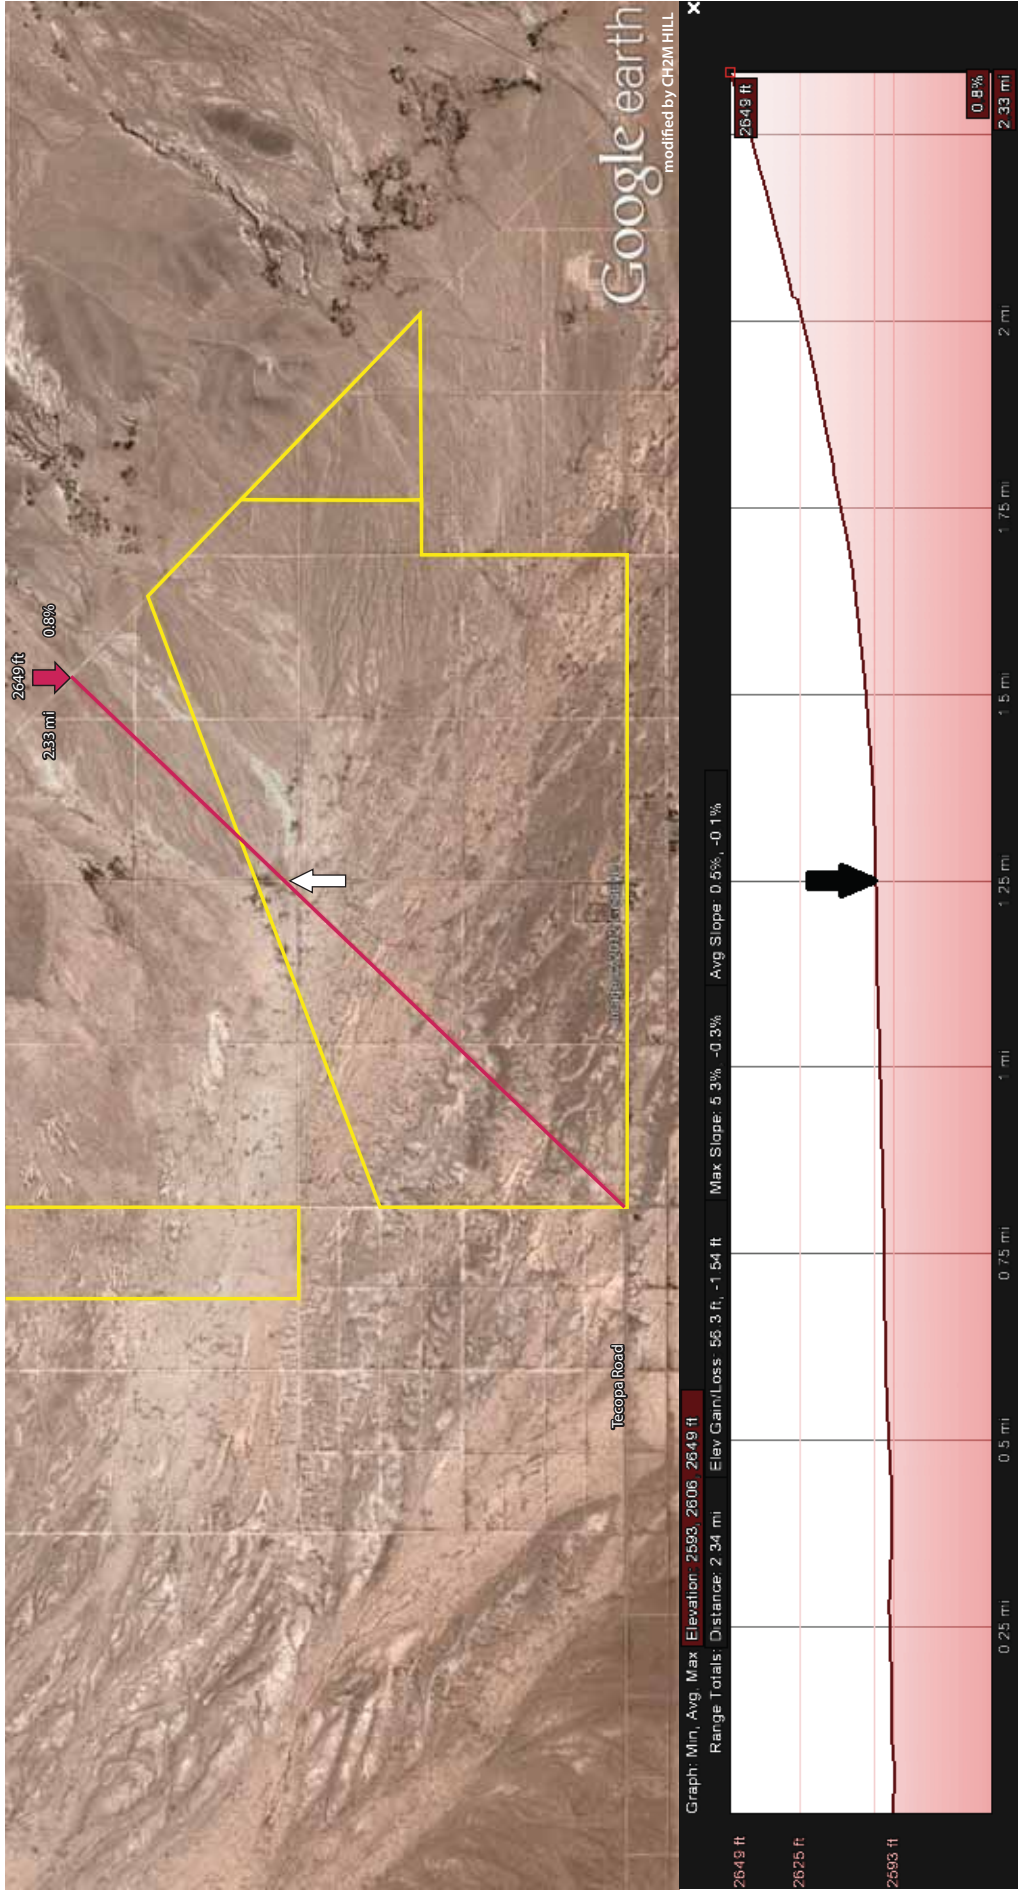 2649 ft
2.33 mi 0.8%
Tecopa Road
Google earth
modified by CH2M HILL
Graph: Min, Avg, Max Elevation: 2593, 2606, 2649 ft
Range Totals: Distance: 2.34 mi Elev Gain/Loss: 56.3 ft, -1.54 ft Max Slope: 5.3%, -0.3% Avg Slope: 0.5%, -0.1%
2649 ft
2625 ft
2593 ft
2649 ft
0.8%
0.25 mi 0.5 mi 0.75 mi 1 mi 1.25 mi 1.5 mi 1.75 mi 2 mi 2.33 mi